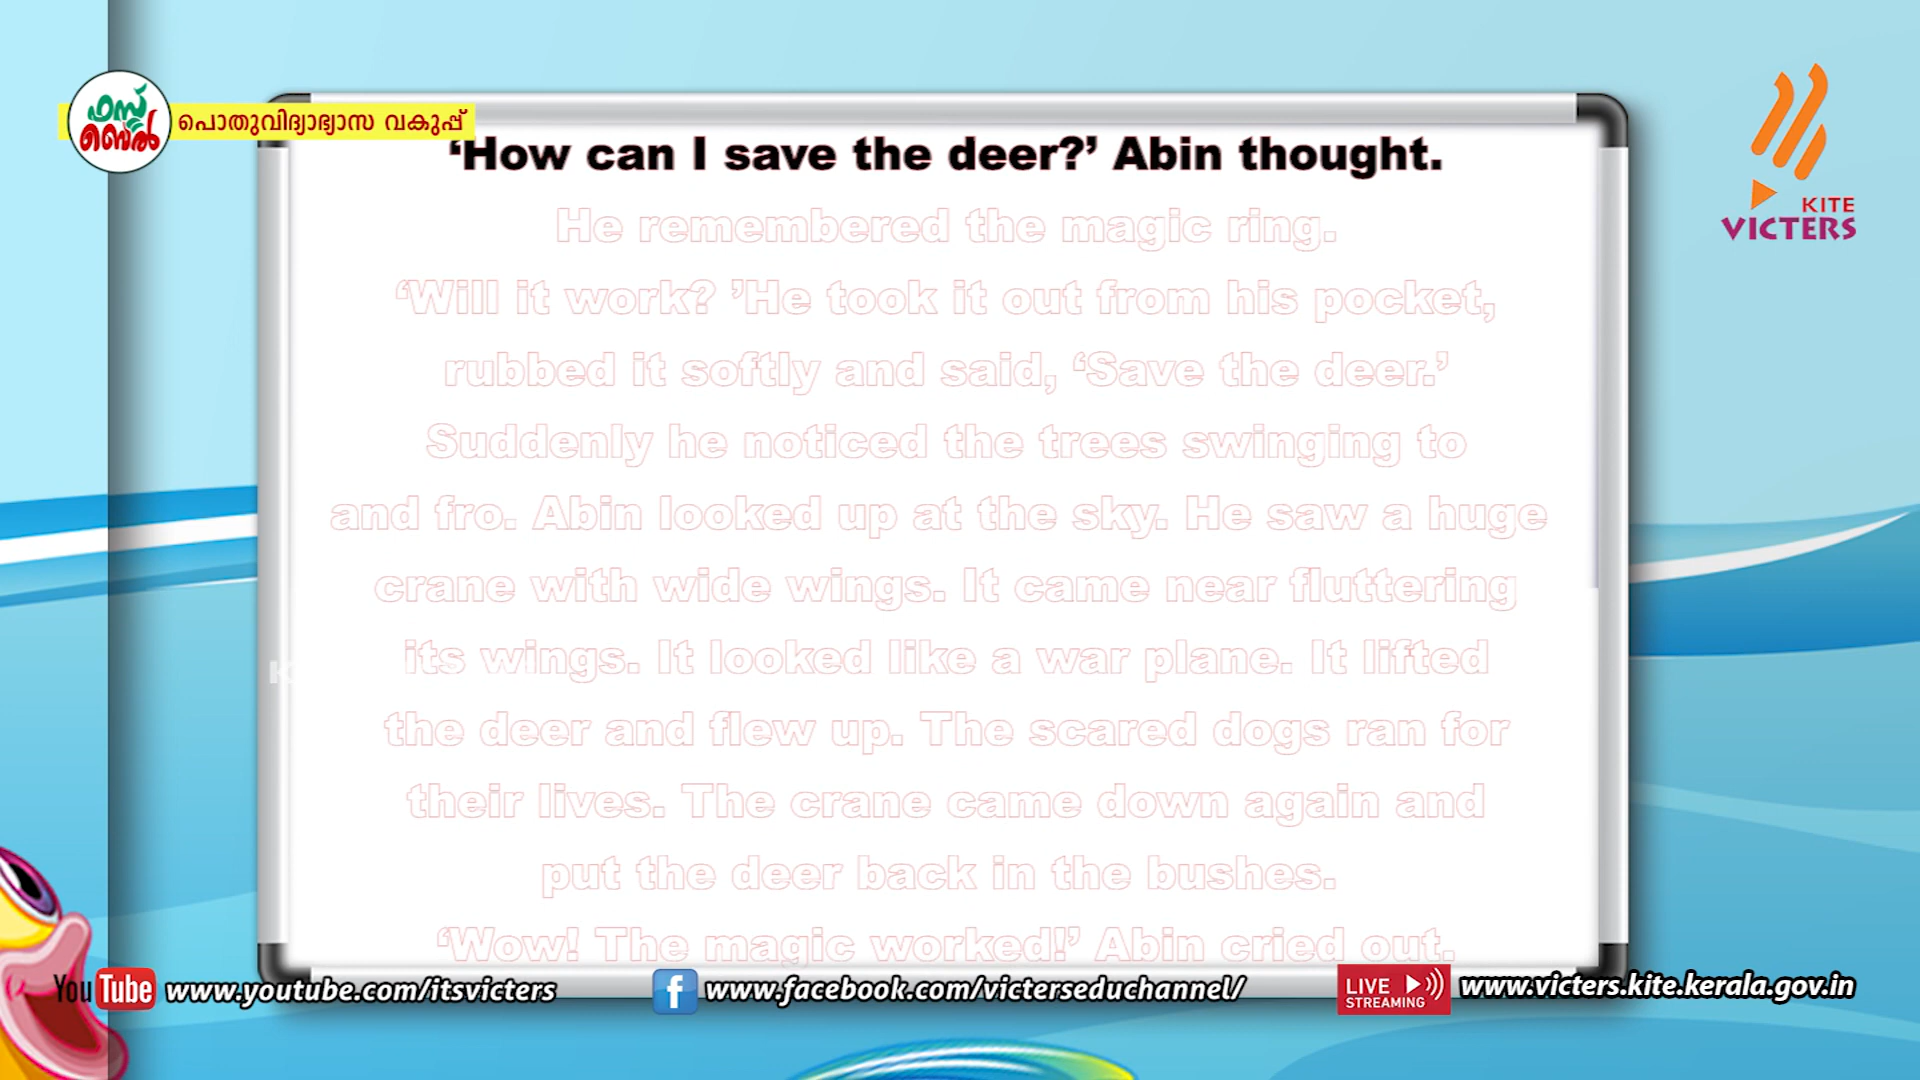 ഫസ്റ്റ്
ബെൽ
പൊതുവിദ്യാഭ്യാസ വകുപ്പ്
KITE
VICTERS
‘How can I save the deer?’ Abin thought.
He remembered the magic ring.
‘Will it work? ’He took it out from his pocket,
rubbed it softly and said, ‘Save the deer.’
Suddenly he noticed the trees swinging to
and fro. Abin looked up at the sky. He saw a huge
crane with wide wings. It came near fluttering
its wings. It looked like a war plane. It lifted
the deer and flew up. The scared dogs ran for
their lives. The crane came down again and
put the deer back in the bushes.
‘Wow! The magic worked!’ Abin cried out.
You Tube www.youtube.com/itsvicters
f www.facebook.com/victerseduchannel/
LIVE STREAMING www.victers.kite.kerala.gov.in